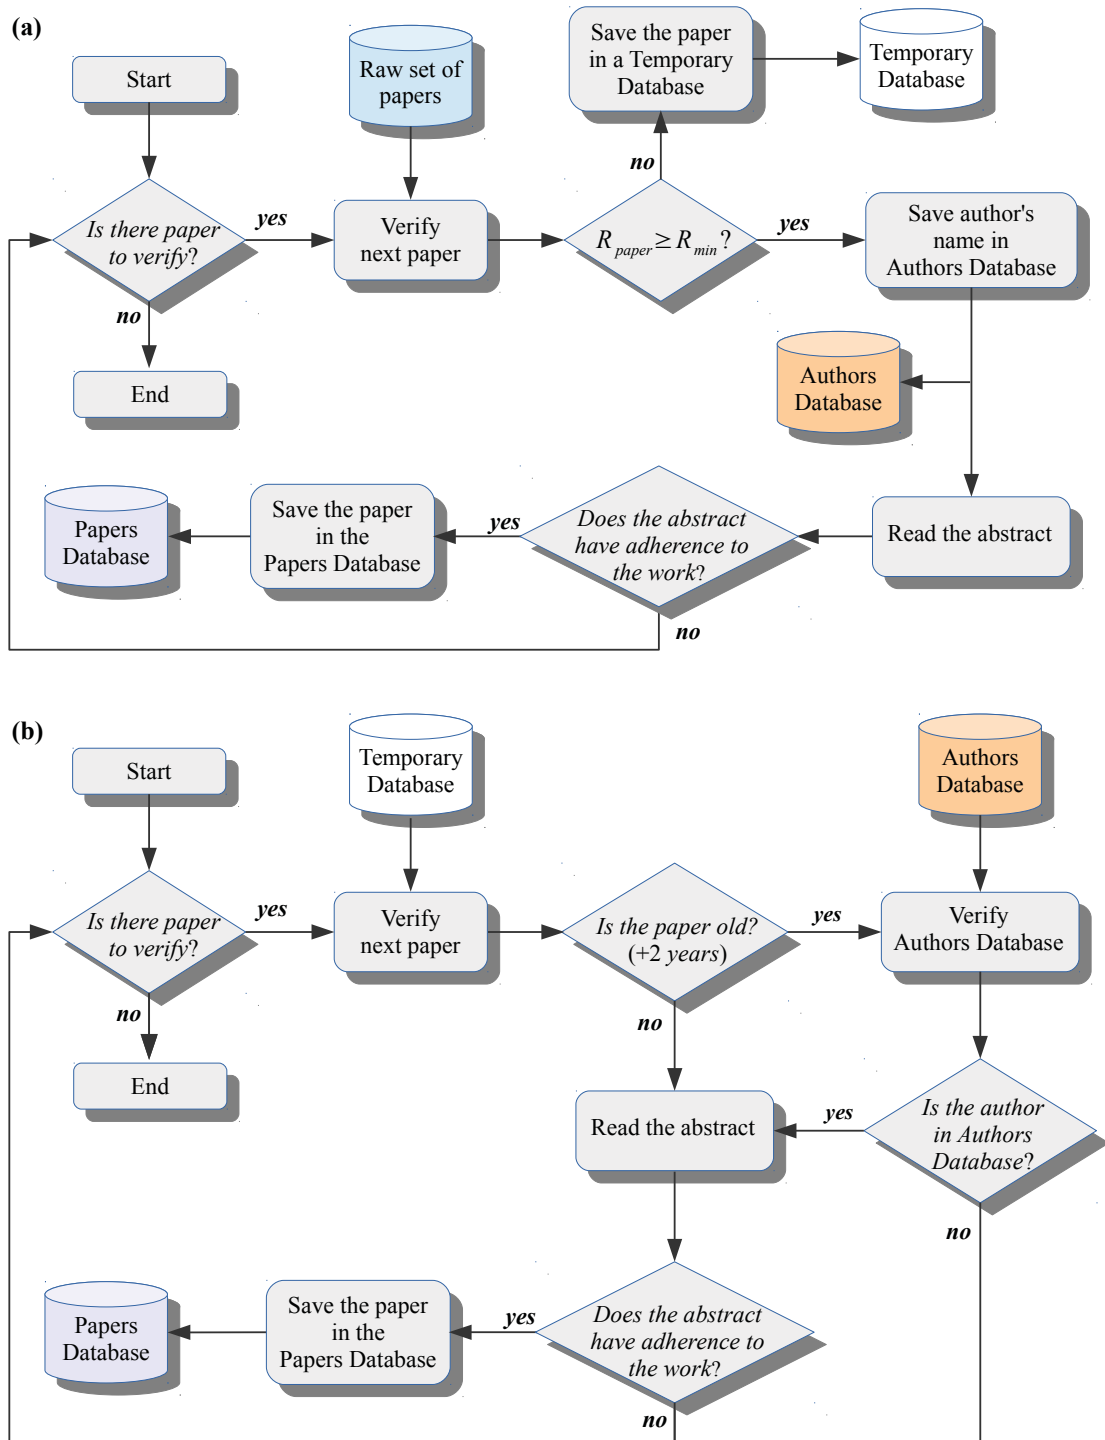 (a)
Start
Raw set of
papers
Save the paper
in a Temporary
Database
Temporary
Database
no
Is there paper
to verify?
yes
Verify
next paper
R paper ≥ R min ?
yes
Save author's
name in
Authors Database
no
End
Authors
Database
Papers
Database
Save the paper
in the
Papers Database
yes
Does the abstract
have adherence to
the work?
Read the abstract
no
(b)
Start
Temporary
Database
Authors
Database
Is there paper
to verify?
yes
Verify
next paper
Is the paper old?
(+2 years)
yes
Verify
Authors Database
no
no
End
Read the abstract
yes
Is the author
in Authors
Database?
no
Papers
Database
Save the paper
in the
Papers Database
yes
Does the abstract
have adherence to
the work?
no